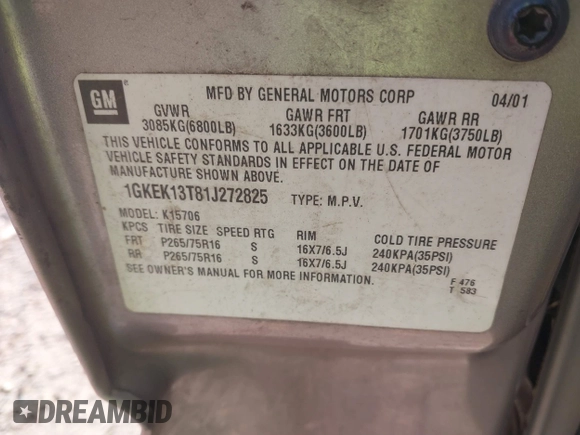 GM
MFD BY GENERAL MOTORS CORP 04/01
GVWR GAWR FRT GAWR RR
3085KG(6800LB) 1633KG(3600LB) 1701KG(3750LB)
THIS VEHICLE CONFORMS TO ALL APPLICABLE U.S. FEDERAL MOTOR
VEHICLE SAFETY STANDARDS IN EFFECT ON THE DATE OF
MANUFACTURE SHOWN ABOVE.
1GKEK13T81J272825 TYPE: M.P.V.
MODEL: K15706
KPCS TIRE SIZE SPEED RTG RIM COLD TIRE PRESSURE
FRT P265/75R16 S 16X7/6.5J 240KPA(35PSI)
RR P265/75R16 S 16X7/6.5J 240KPA(35PSI)
SEE OWNER'S MANUAL FOR MORE INFORMATION.
F 476
T 583
DREAMBID